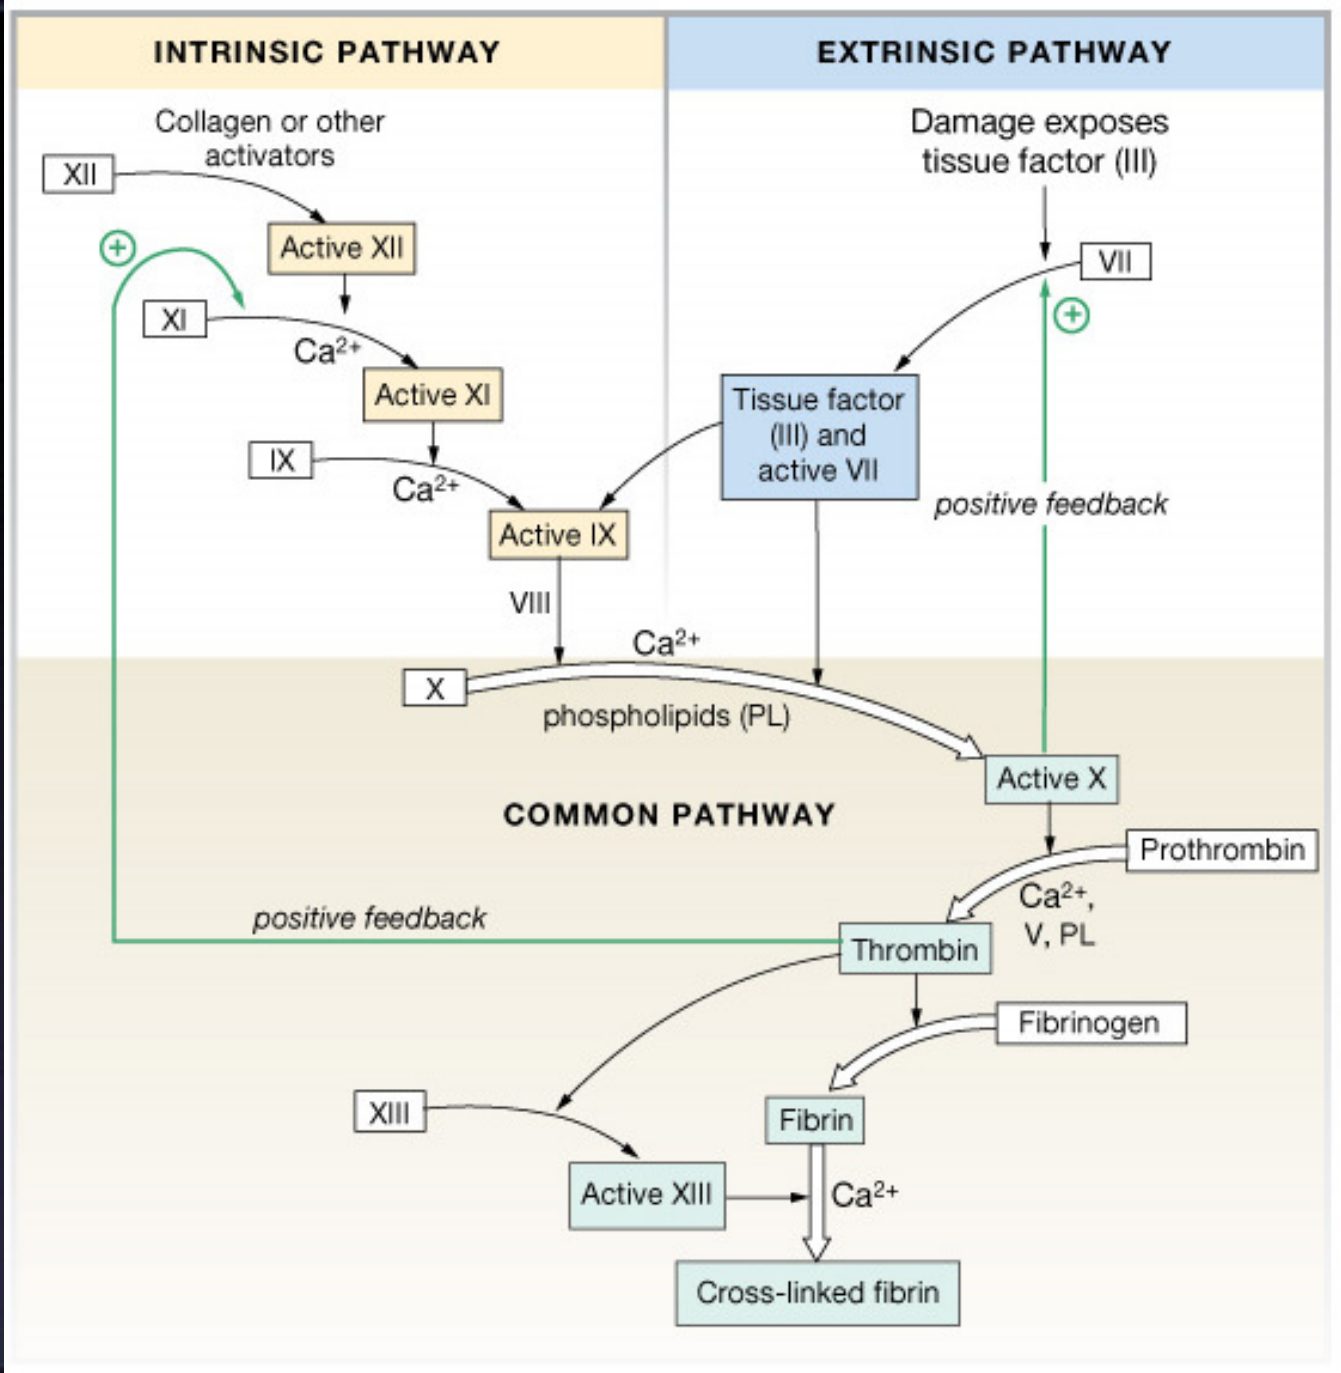 INTRINSIC PATHWAY
EXTRINSIC PATHWAY
Collagen or other
activators
XII
Active XII
+
XI
Ca²⁺
Active XI
IX
Ca²⁺
Active IX
VIII
Damage exposes
tissue factor (III)
VII
+
Tissue factor
(III) and
active VII
positive feedback
Ca²⁺
X
phospholipids (PL)
Active X
COMMON PATHWAY
Prothrombin
Ca²⁺,
V, PL
positive feedback
Thrombin
Fibrinogen
XIII
Fibrin
Active XIII
Ca²⁺
Cross-linked fibrin